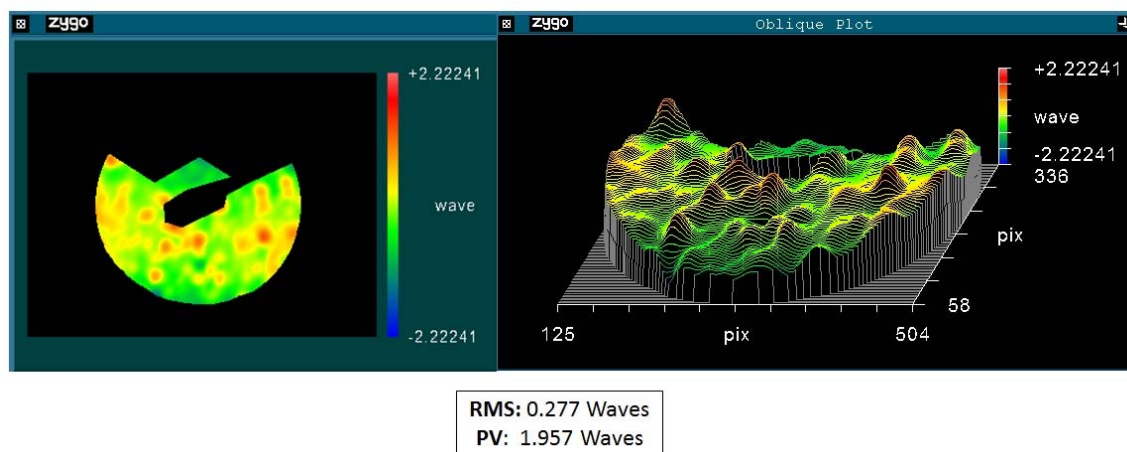 zygo
+2.22241
wave
-2.22241
zygo
Oblique Plot
+2.22241
wave
-2.22241
336
pix
58
125
pix
504
RMS: 0.277 Waves
PV: 1.957 Waves